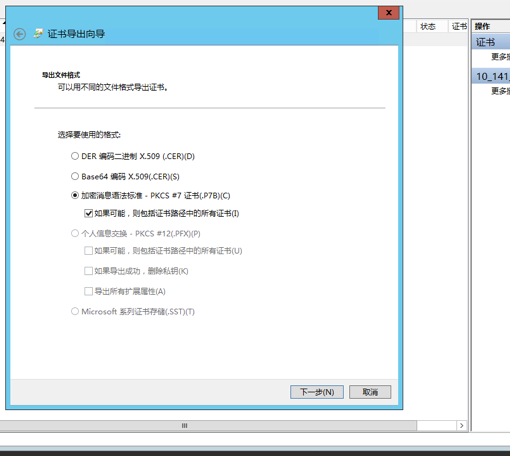 状态
证书
操作
证书导出向导
4
证书
更多
10_141_
更多
导出文件格式
可以用不同的文件格式导出证书。
选择要使用的格式:
DER 编码二进制 X.509 (.CER)(D)
Base64 编码 X.509(.CER)(S)
加密消息语法标准 - PKCS #7 证书(.P7B)(C)
如果可能，则包括证书路径中的所有证书(I)
个人信息交换 - PKCS #12(.PFX)(P)
如果可能，则包括证书路径中的所有证书(U)
如果导出成功，删除私钥(K)
导出所有扩展属性(A)
Microsoft 系列证书存储(.SST)(T)
下一步(N)
取消